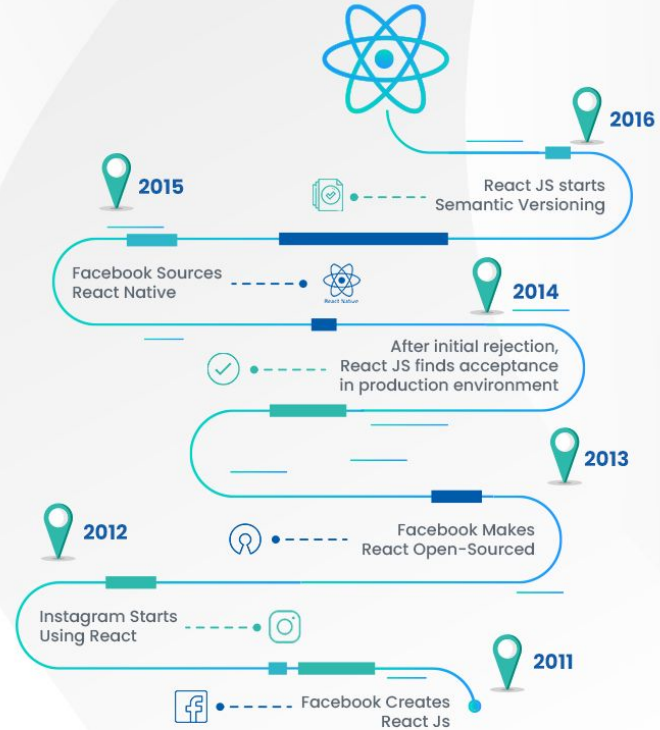 2016
React JS starts
Semantic Versioning
2015
Facebook Sources
React Native
React Native
2014
After initial rejection,
React JS finds acceptance
in production environment
2013
Facebook Makes
React Open-Sourced
2012
Instagram Starts
Using React
2011
Facebook Creates
React Js